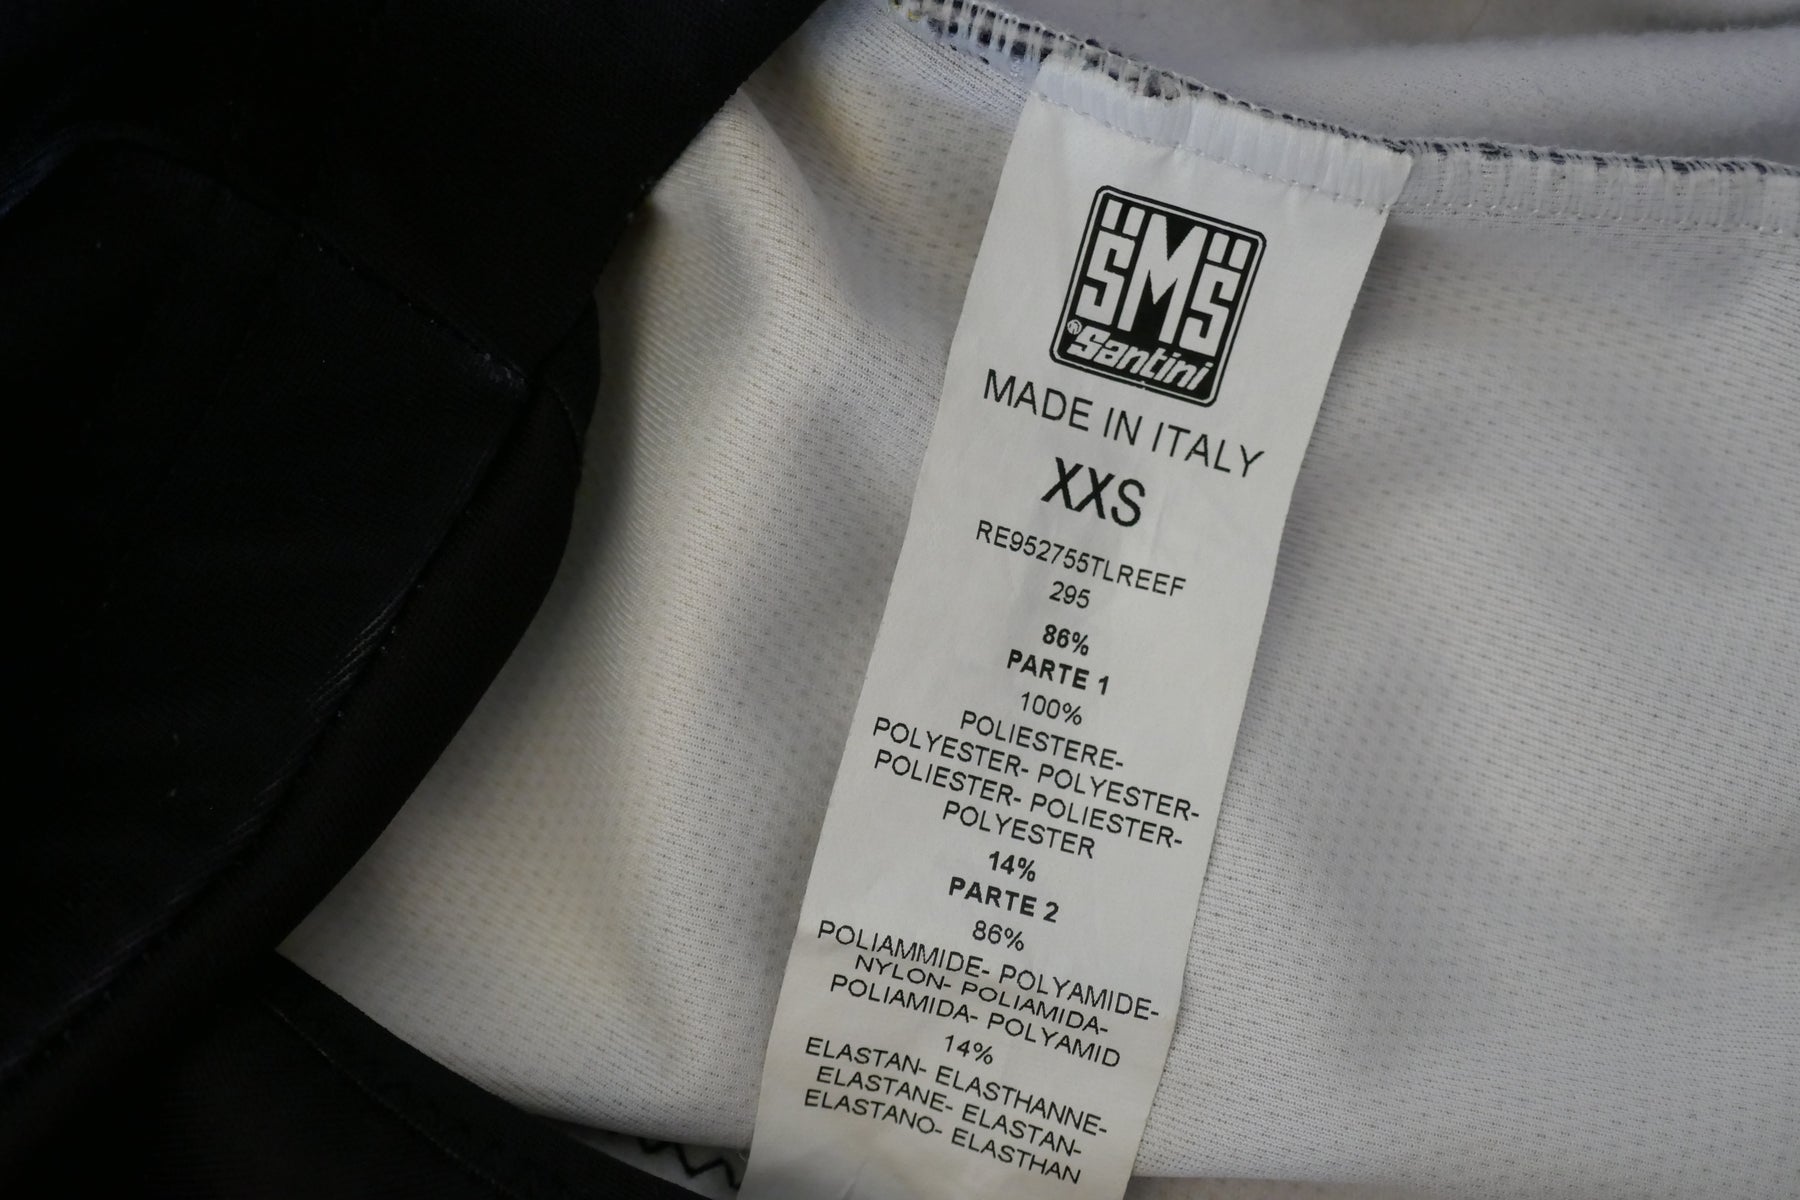 SMS
®Santini
MADE IN ITALY
XXS
RE952755TLREEF
295
86%
PARTE 1
100%
POLIESTERE-
POLYESTER- POLYESTER-
POLIESTER- POLIESTER-
POLYESTER
14%
PARTE 2
86%
POLIAMMIDE- POLYAMIDE-
NYLON- POLIAMIDA-
POLIAMIDA- POLYAMID
14%
ELASTAN- ELASTHANNE-
ELASTANE- ELASTAN-
ELASTANO- ELASTHAN